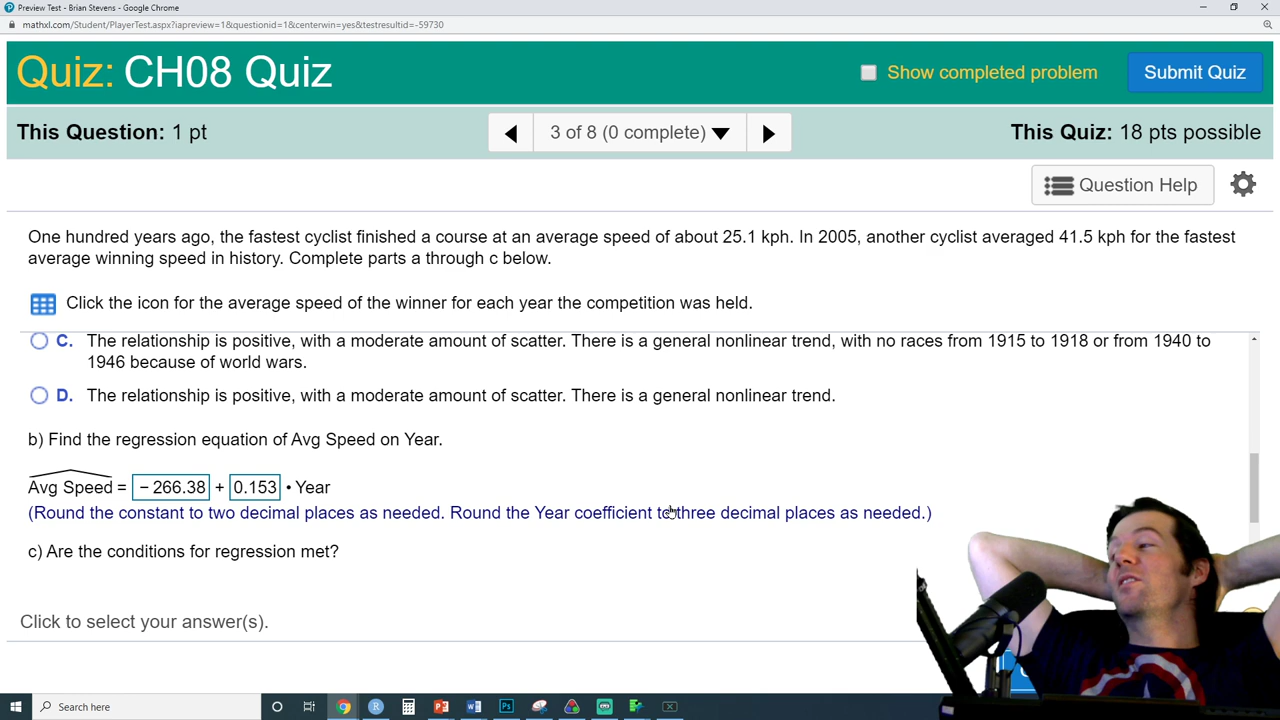 Preview Test - Brian Stevens - Google Chrome
mathxl.com/Student/PlayerTest.aspx?iapreview=1&questionid=1&centerwin=yes&testresultid=-59730
Quiz: CH08 Quiz
Show completed problem
Submit Quiz
This Question: 1 pt
3 of 8 (0 complete)
This Quiz: 18 pts possible
Question Help
One hundred years ago, the fastest cyclist finished a course at an average speed of about 25.1 kph. In 2005, another cyclist averaged 41.5 kph for the fastest
average winning speed in history. Complete parts a through c below.
Click the icon for the average speed of the winner for each year the competition was held.
C. The relationship is positive, with a moderate amount of scatter. There is a general nonlinear trend, with no races from 1915 to 1918 or from 1940 to
1946 because of world wars.
D. The relationship is positive, with a moderate amount of scatter. There is a general nonlinear trend.
b) Find the regression equation of Avg Speed on Year.
Avg Speed = − 266.38 + 0.153 • Year
(Round the constant to two decimal places as needed. Round the Year coefficient to three decimal places as needed.)
c) Are the conditions for regression met?
Click to select your answer(s).
Search here